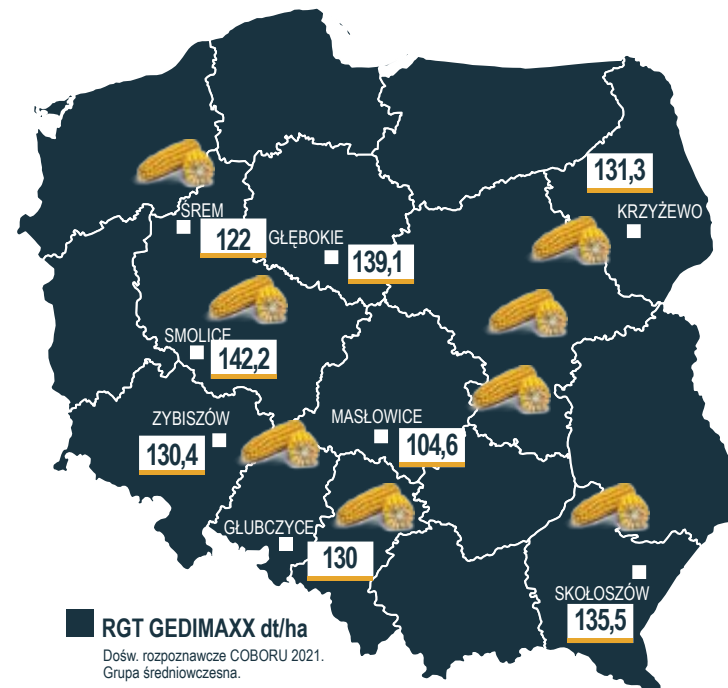 131,3
KRZYŻEWO
ŚREM
122
GŁĘBOKIE
139,1
SMOLICE
142,2
ZYBISZÓW
130,4
MASŁOWICE
104,6
GŁUBCZYCE
130
SKOŁOSZÓW
135,5
RGT GEDIMAXX dt/ha
Dośw. rozpoznawcze COBORU 2021.
Grupa średniowczesna.